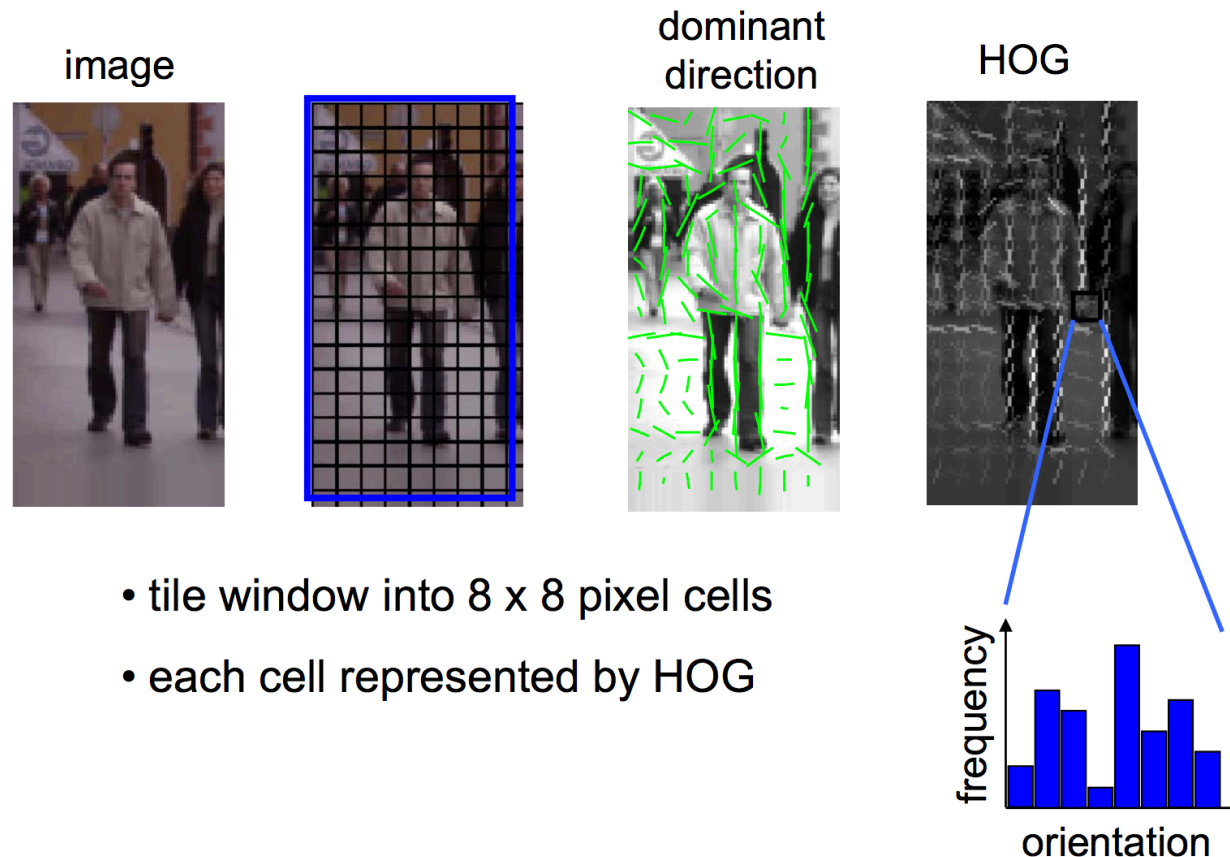 image
dominant
direction
HOG
• tile window into 8 x 8 pixel cells
• each cell represented by HOG
frequency
orientation